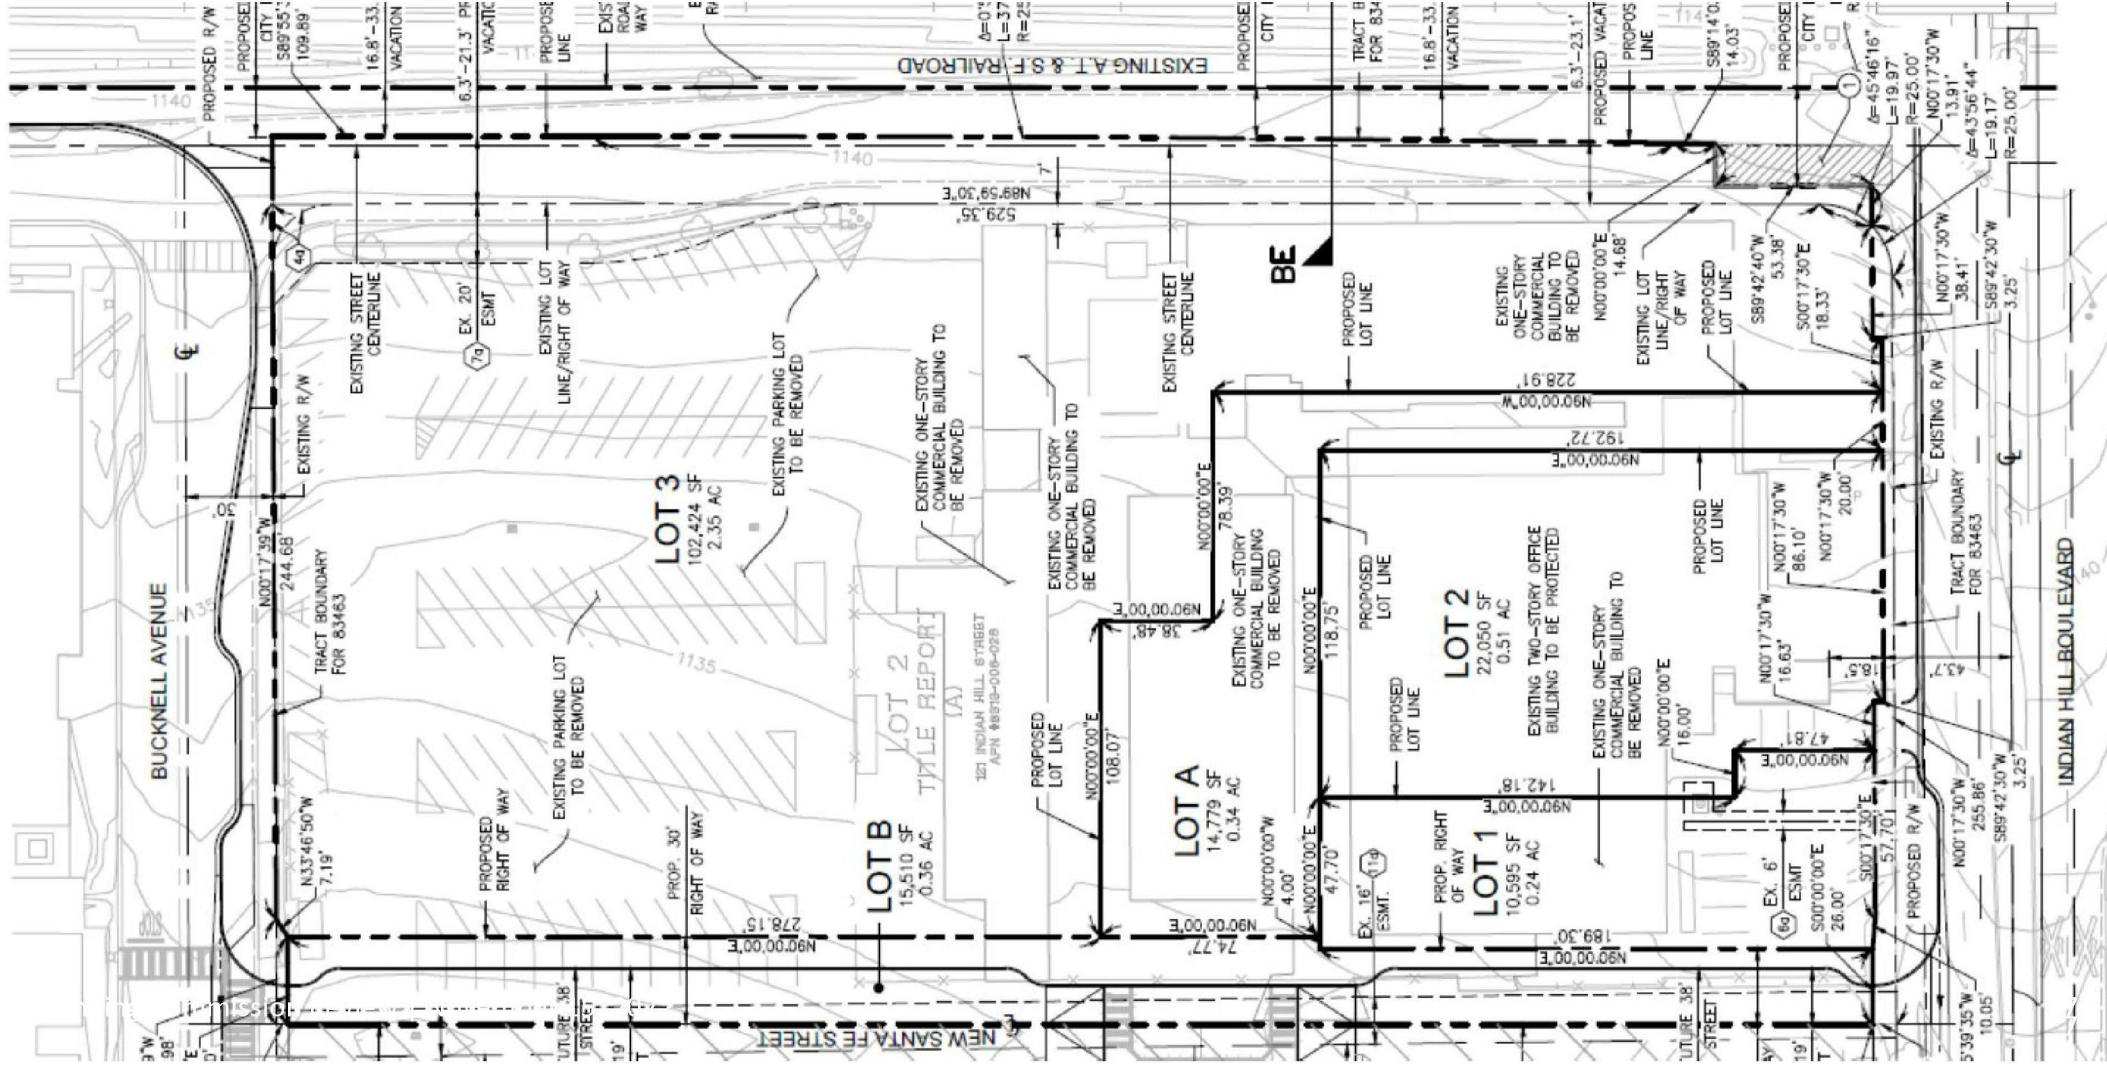 PROPOSED R/W
S89°55'5
109.89'
16.8'-33.
VACATION
6.3'-21.3'
EXISTING A.T. & S.F. RAILROAD
TRACT B
FOR 834
16.8'-33.
VACATION
6.3'-23.1'
PROPOSED VACAT
PROPOS
LINE
S89°14'0
14.03'
1
Δ=45°46'16"
L=19.97'
R=25.00'
N00°17'30"W
13.91'
Δ=43°56'44"
L=19.17'
R=25.00'
1140
1140
7'
N89°59'30"E
529.35'
4a
EXISTING STREET
CENTERLINE
EX. 20'
ESMT
7a
EXISTING LOT
LINE/RIGHT OF WAY
EXISTING R/W
EXISTING PARKING LOT
TO BE REMOVED
EXISTING ONE-STORY
COMMERCIAL BUILDING TO
BE REMOVED
EXISTING ONE-STORY
COMMERCIAL BUILDING TO
BE REMOVED
EXISTING STREET
CENTERLINE
BE
PROPOSED
LOT LINE
EXISTING
ONE-STORY
COMMERCIAL
BUILDING TO
BE REMOVED
N00°00'00"E
14.68'
EXISTING LOT
LINE/RIGHT
OF WAY
PROPOSED
LOT LINE
S89°42'40"W
53.38'
S00°17'30"E
18.33'
N00°17'30"W
38.41'
S89°42'30"W
3.25'
EXISTING R/W
228.91'
N90°00'00"W
192.72'
N90°00'00"E
30'
N00°17'39"W
244.68'
TRACT BOUNDARY
FOR 83463
BUCKNELL AVENUE
1135
LOT 3
102,424 SF
2.35 AC
1135
N00°00'00"E
78.39'
N90°00'00"E
38.48'
EXISTING ONE-STORY
COMMERCIAL BUILDING
TO BE REMOVED
N00°00'00"E
118.75'
PROPOSED
LOT LINE
LOT 2
22,050 SF
0.51 AC
EXISTING TWO-STORY OFFICE
BUILDING TO BE PROTECTED
EXISTING ONE-STORY
COMMERCIAL BUILDING TO
BE REMOVED
PROPOSED
LOT LINE
N00°17'30"W
86.10'
N00°17'30"W
20.00'
N00°17'30"W
16.63'
18.5'
43.7'
TRACT BOUNDARY
FOR 83463
INDIAN HILL BOULEVARD
LOT 2
TITLE REPORT
(A)
121 INDIAN HILL STREET
EXISTING PARKING LOT
TO BE REMOVED
PROPOSED
LOT LINE
N00°00'00"E
108.07'
LOT A
14,779 SF
0.34 AC
PROPOSED
LOT LINE
N00°00'00"E
16.00'
142.18'
N90°00'00"E
47.81'
N90°00'00"E
N33°46'50"W
7.19'
PROPOSED
RIGHT OF WAY
PROP. 30'
RIGHT OF WAY
LOT B
15,510 SF
0.36 AC
N00°00'00"W
4.00'
N00°00'00"E
47.70'
EX. 16'
ESMT.
11a
PROP. RIGHT
OF WAY
LOT 1
10,595 SF
0.24 AC
EX. 6'
ESMT
6a
S00°00'00"E
26.00'
S00°17'30"E
57.70'
PROPOSED R/W
N00°17'30"W
255.86'
S89°42'30"W
3.25'
278.15'
N90°00'00"E
74.77'
N90°00'00"E
189.30'
N90°00'00"E
STOP
NEW SANTA FE STREET
FUTURE 38'
STREET
FUTURE 38'
STREET
5°39'35"W
10.05'